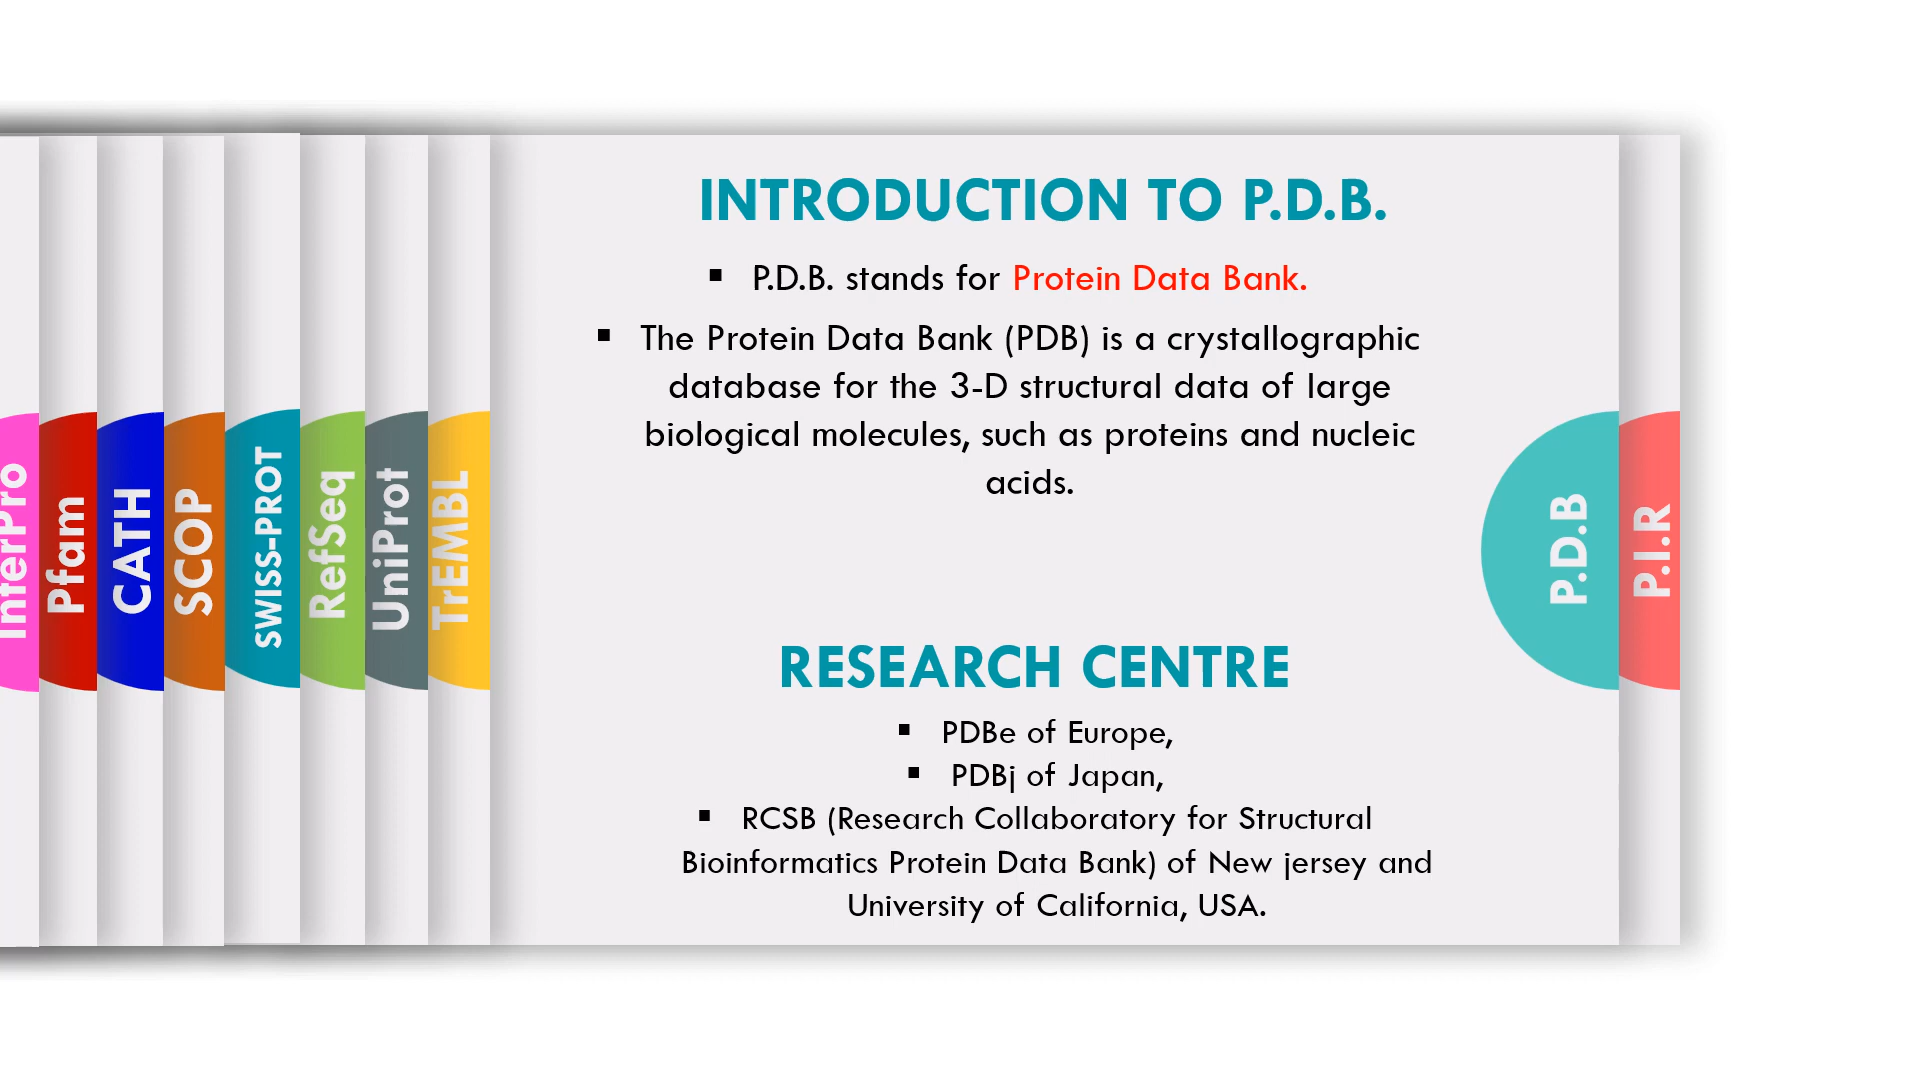 INTRODUCTION TO P.D.B.
▪ P.D.B. stands for Protein Data Bank.
▪ The Protein Data Bank (PDB) is a crystallographic
database for the 3-D structural data of large
biological molecules, such as proteins and nucleic
acids.
RESEARCH CENTRE
▪ PDBe of Europe,
▪ PDBj of Japan,
▪ RCSB (Research Collaboratory for Structural
Bioinformatics Protein Data Bank) of New jersey and
University of California, USA.
InterPro
Pfam
CATH
SCOP
SWISS-PROT
RefSeq
UniProt
TrEMBL
P.D.B
P.I.R